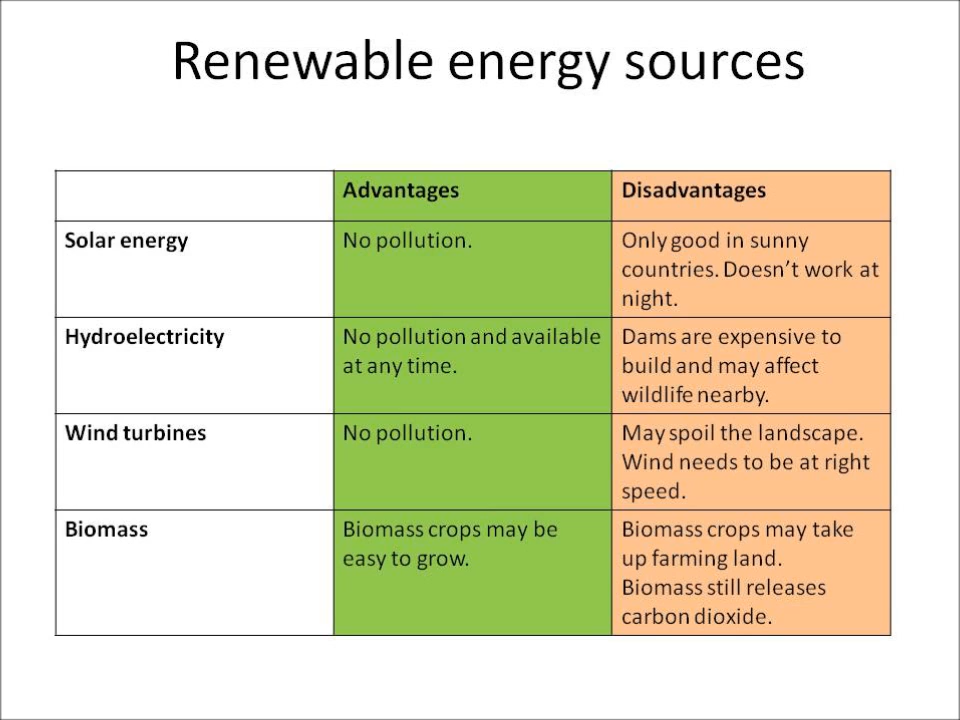 Renewable energy sources
Advantages
Disadvantages
Solar energy
No pollution.
Only good in sunny
countries. Doesn’t work at
night.
Hydroelectricity
No pollution and available
at any time.
Dams are expensive to
build and may affect
wildlife nearby.
Wind turbines
No pollution.
May spoil the landscape.
Wind needs to be at right
speed.
Biomass
Biomass crops may be
easy to grow.
Biomass crops may take
up farming land.
Biomass still releases
carbon dioxide.